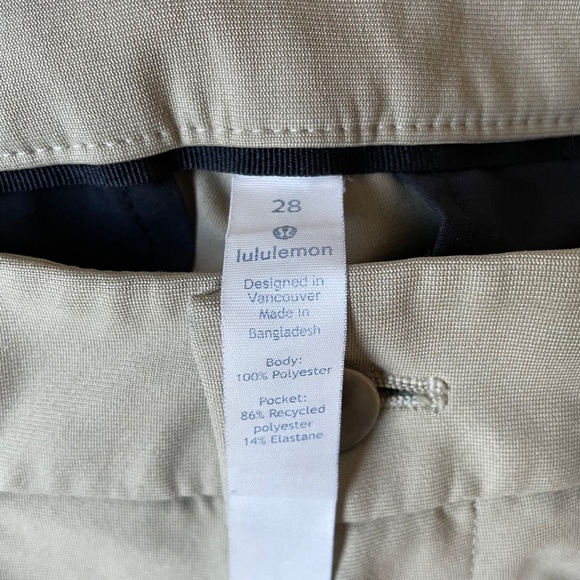 28
lululemon
Designed in
Vancouver
Made in
Bangladesh
Body:
100% Polyester
Pocket:
86% Recycled
polyester
14% Elastane